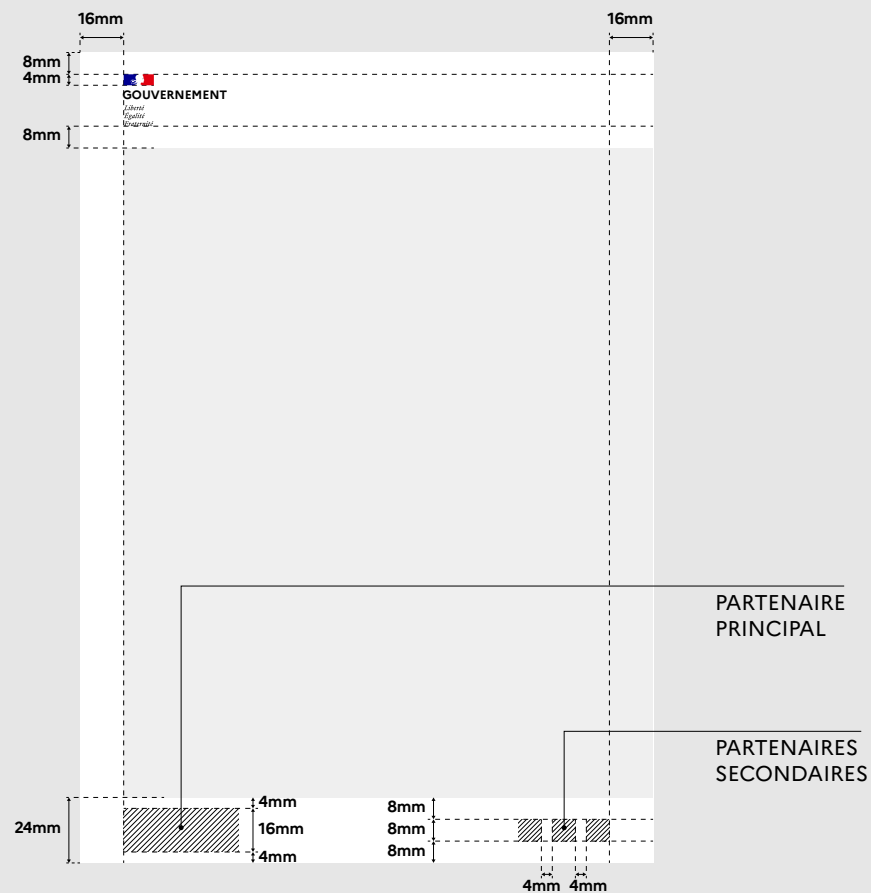 16mm
16mm
8mm
4mm
GOUVERNEMENT
Liberté
Égalité
Fraternité
8mm
PARTENAIRE
PRINCIPAL
PARTENAIRES
SECONDAIRES
4mm
8mm
24mm
16mm
8mm
4mm
8mm
4mm
4mm